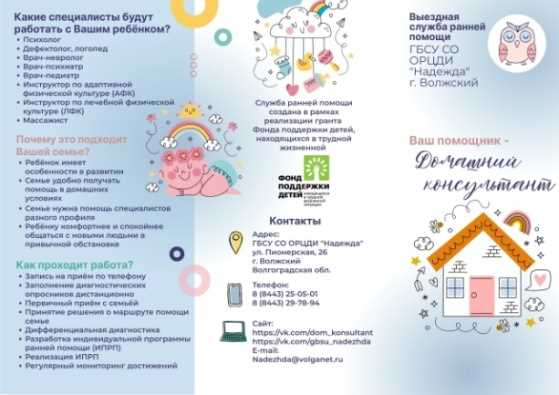 Какие специалисты будут
работать с Вашим ребёнком?
• Психолог
• Дефектолог, логопед
• Врач-невролог
• Врач-психиатр
• Врач-педиатр
• Инструктор по адаптивной
физической культуре (АФК)
• Инструктор по лечебной физической
культуре (ЛФК)
• Массажист
Почему это подходит
Вашей семье?
• Ребёнок имеет
особенности в развитии
• Семье удобно получать
помощь в домашних
условиях
• Семье нужна помощь специалистов
разного профиля
• Ребёнку комфортнее и спокойнее
общаться с новыми людьми в
привычной обстановке
Как проходит работа?
• Запись на приём по телефону
• Заполнение диагностических
опросников дистанционно
• Первичный приём с семьёй
• Принятие решения о маршруте помощи
семье
• Дифференциальная диагностика
• Разработка индивидуальной программы
ранней помощи (ИПРП)
• Реализация ИПРП
• Регулярный мониторинг достижений
Служба ранней помощи
создана в рамках
реализации гранта
Фонда поддержки детей,
находящихся в трудной
жизненной
ФОНД
ПОДДЕРЖКИ
ДЕТЕЙ
Контакты
Адрес:
ГБСУ СО ОРЦДИ "Надежда"
ул. Пионерская, 26
г. Волжский
Волгоградская обл.
Телефон:
8 (8443) 25-05-01
8 (8443) 29-78-94
Сайт:
https://vk.com/dom_konsultant
https://vk.com/gbsu_nadezhda
E-mail:
Nadezhda@volganet.ru
Выездная
служба ранней
помощи
ГБСУ СО
ОРЦДИ
"Надежда"
г. Волжский
Ваш помощник -
Домашний
консультант